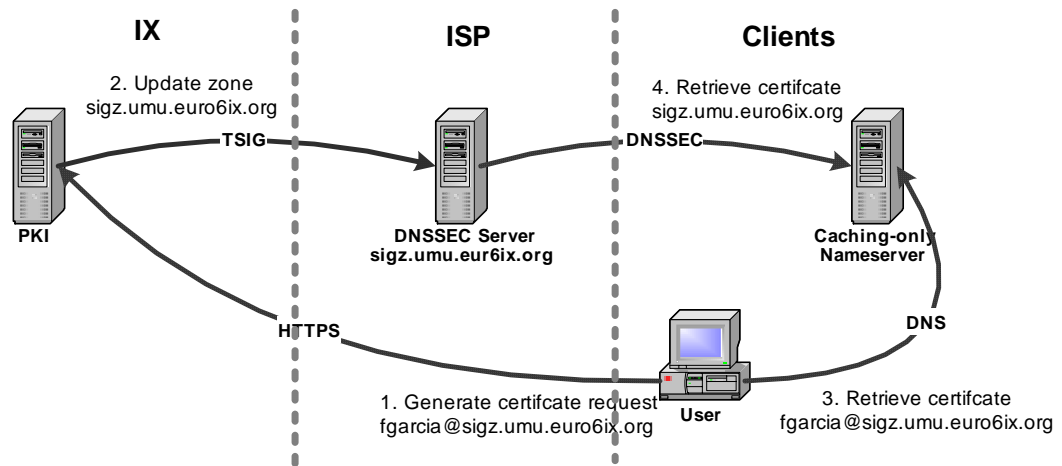 IX
ISP
Clients
2. Update zone
sigz.umu.euro6ix.org
4. Retrieve certifcate
sigz.umu.euro6ix.org
TSIG
DNSSEC
PKI
DNSSEC Server
sigz.umu.eur6ix.org
Caching-only
Nameserver
HTTPS
DNS
1. Generate certifcate request
fgarcia@sigz.umu.euro6ix.org
User
3. Retrieve certifcate
fgarcia@sigz.umu.euro6ix.org